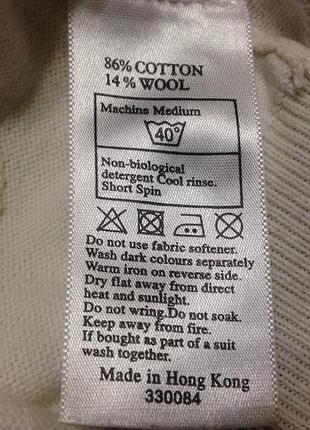 86% COTTON
14% WOOL
Machine Medium
40°
Non-biological
detergent Cool rinse.
Short Spin
Do not use fabric softener.
Wash dark colours separately
Warm iron on reverse side.
Dry flat away from direct
heat and sunlight.
Do not wring.Do not soak.
Keep away from fire.
If bought as part of a suit
wash together.
Made in Hong Kong
330084